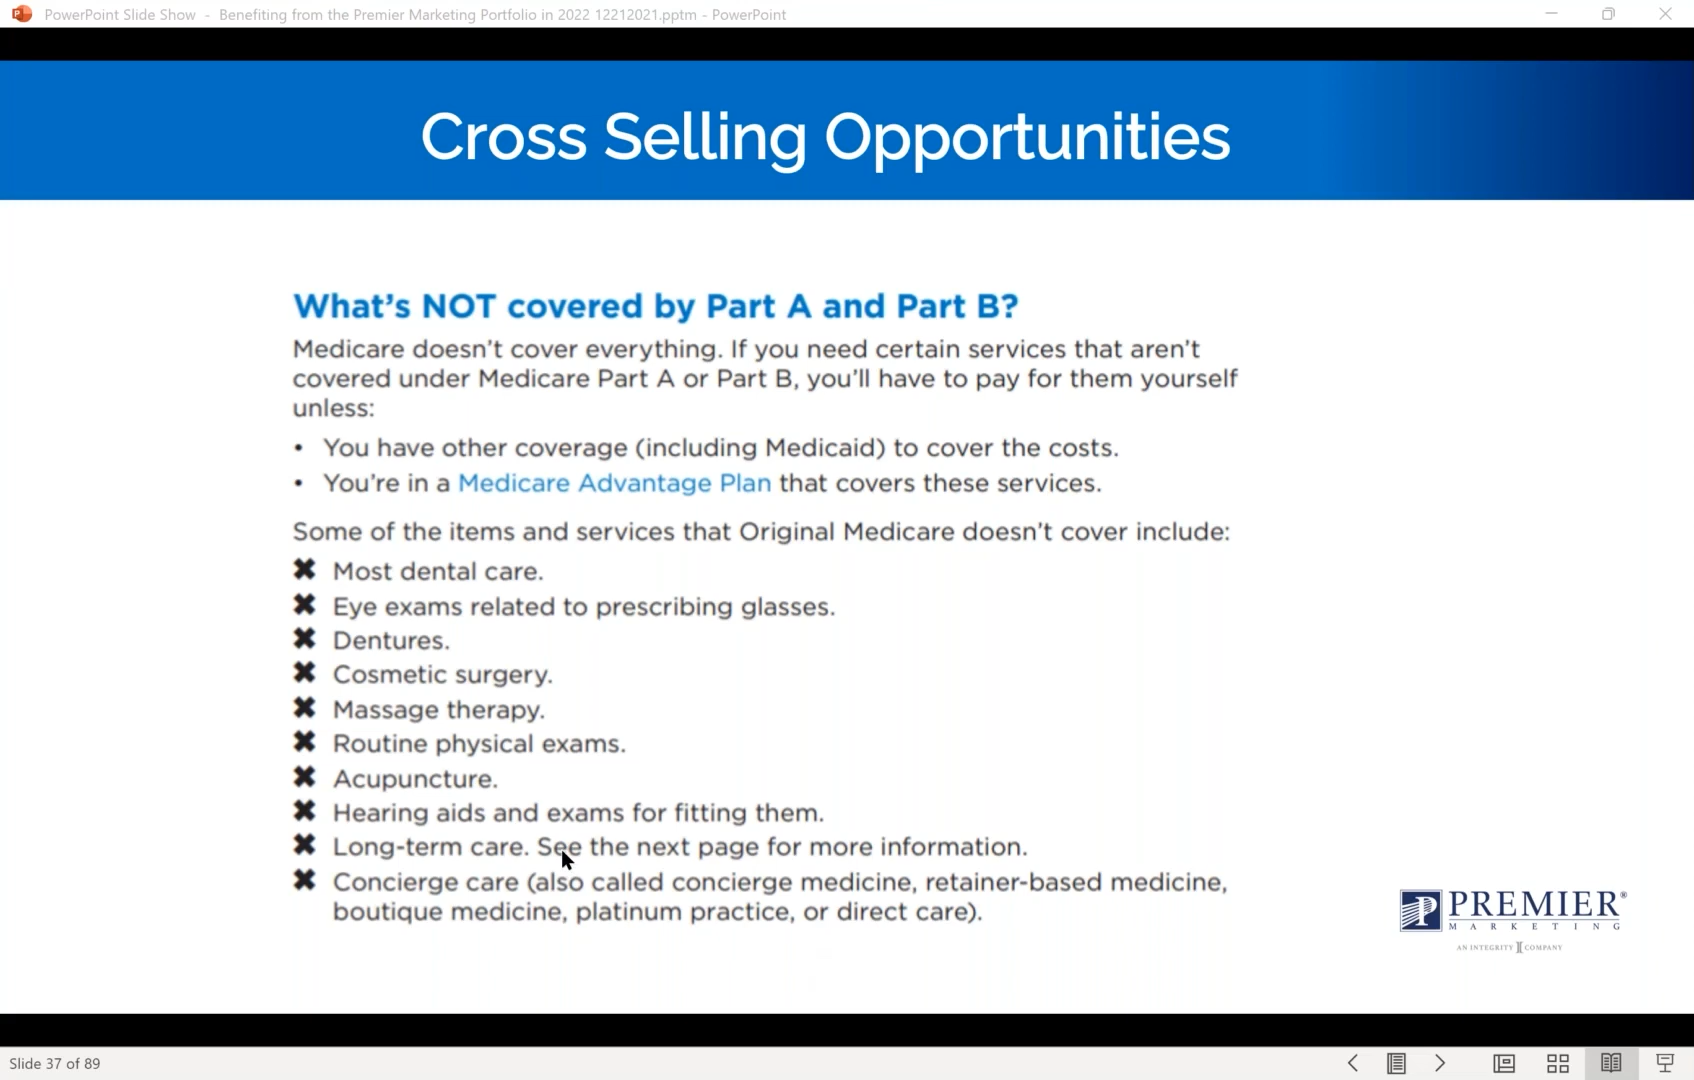 PowerPoint Slide Show - Benefiting from the Premier Marketing Portfolio in 2022 12212021.pptm - PowerPoint
Cross Selling Opportunities
What's NOT covered by Part A and Part B?
Medicare doesn't cover everything. If you need certain services that aren't
covered under Medicare Part A or Part B, you'll have to pay for them yourself
unless:
• You have other coverage (including Medicaid) to cover the costs.
• You're in a Medicare Advantage Plan that covers these services.
Some of the items and services that Original Medicare doesn't cover include:
✖ Most dental care.
✖ Eye exams related to prescribing glasses.
✖ Dentures.
✖ Cosmetic surgery.
✖ Massage therapy.
✖ Routine physical exams.
✖ Acupuncture.
✖ Hearing aids and exams for fitting them.
✖ Long-term care. See the next page for more information.
✖ Concierge care (also called concierge medicine, retainer-based medicine,
boutique medicine, platinum practice, or direct care).
P PREMIER®
MARKETING
AN INTEGRITY COMPANY
Slide 37 of 89